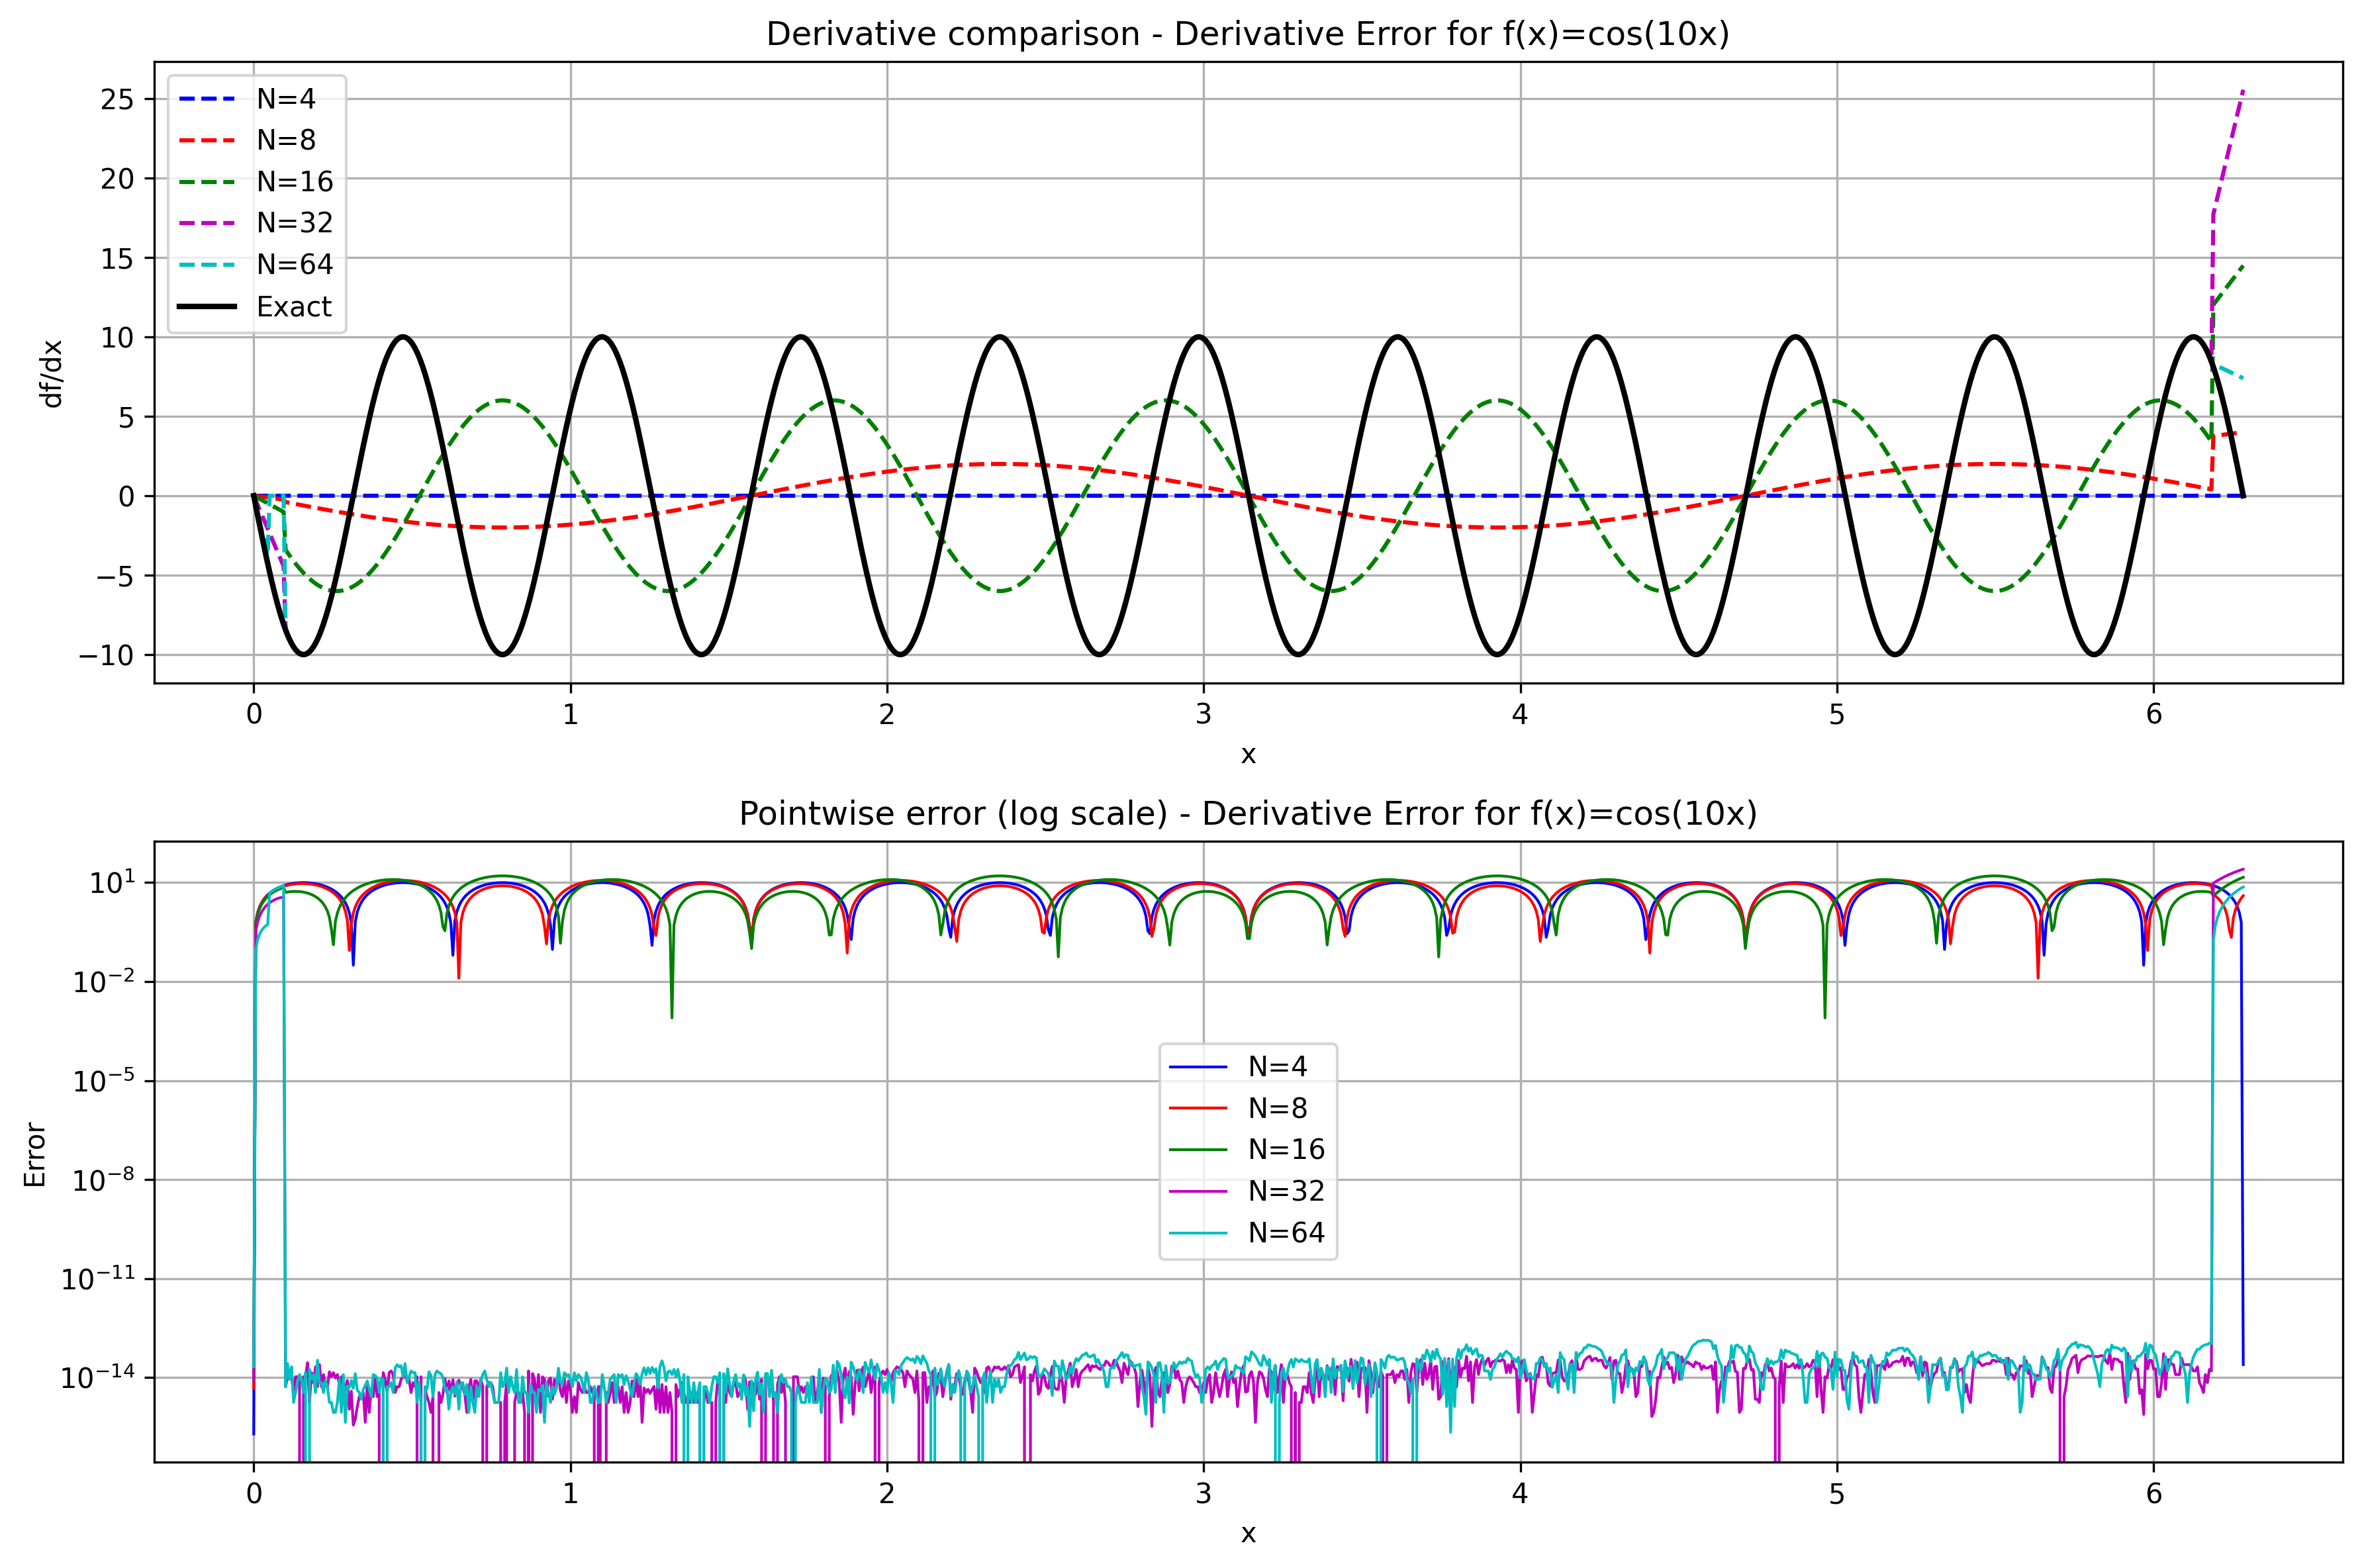 Derivative comparison - Derivative Error for f(x)=cos(10x)
N=4
N=8
N=16
N=32
N=64
Exact
df/dx
25
20
15
10
5
0
−5
−10
0 1 2 3 4 5 6
x
Pointwise error (log scale) - Derivative Error for f(x)=cos(10x)
Error
10¹
10⁻²
10⁻⁵
10⁻⁸
10⁻¹¹
10⁻¹⁴
N=4
N=8
N=16
N=32
N=64
0 1 2 3 4 5 6
x